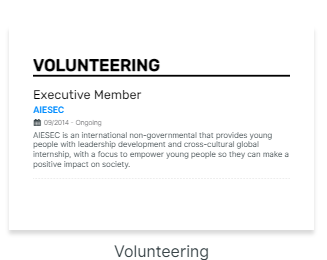 VOLUNTEERING
Executive Member
AIESEC
09/2014 - Ongoing
AIESEC is an international non-governmental that provides young
people with leadership development and cross-cultural global
internship, with a focus to empower young people so they can make a
positive impact on society.
Volunteering